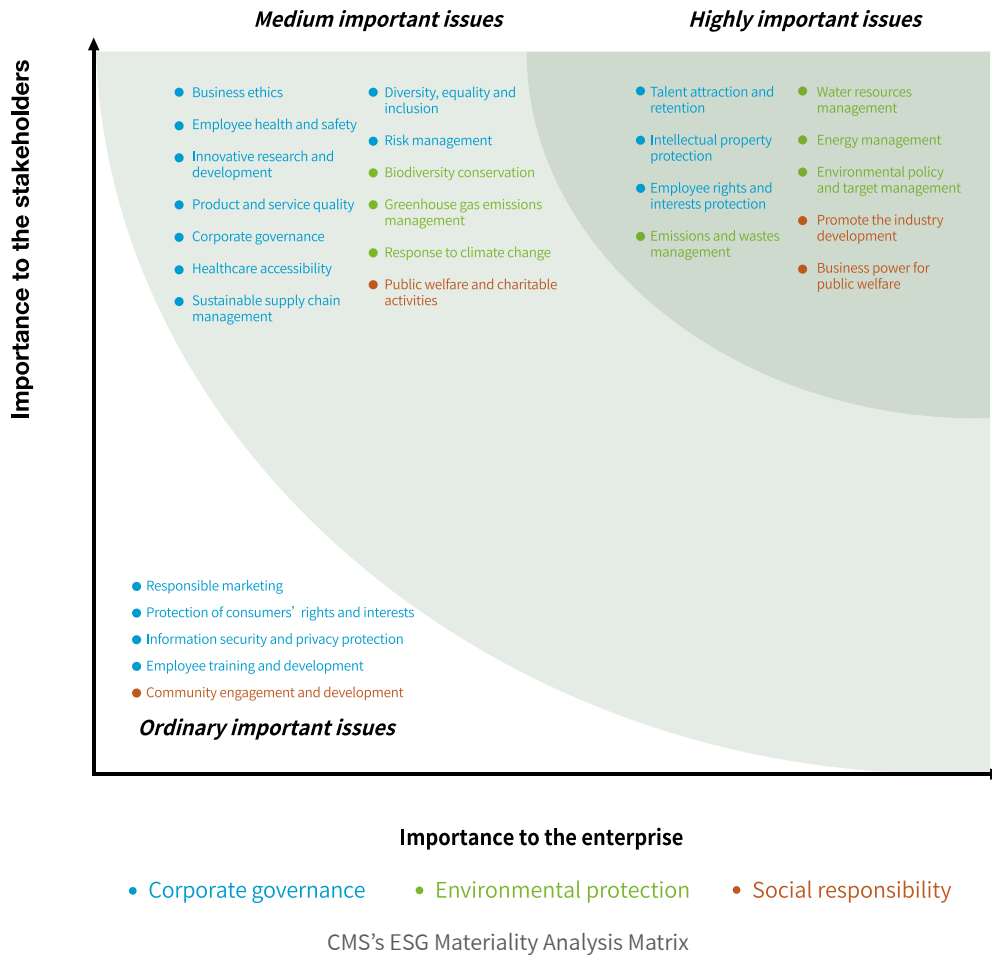 Medium important issues
Highly important issues
Importance to the stakeholders
Business ethics
Employee health and safety
Innovative research and
development
Product and service quality
Corporate governance
Healthcare accessibility
Sustainable supply chain
management
Diversity, equality and
inclusion
Risk management
Biodiversity conservation
Greenhouse gas emissions
management
Response to climate change
Public welfare and charitable
activities
Talent attraction and
retention
Intellectual property
protection
Employee rights and
interests protection
Emissions and wastes
management
Water resources
management
Energy management
Environmental policy
and target management
Promote the industry
development
Business power for
public welfare
Responsible marketing
Protection of consumers’ rights and interests
Information security and privacy protection
Employee training and development
Community engagement and development
Ordinary important issues
Importance to the enterprise
Corporate governance
Environmental protection
Social responsibility
CMS’s ESG Materiality Analysis Matrix